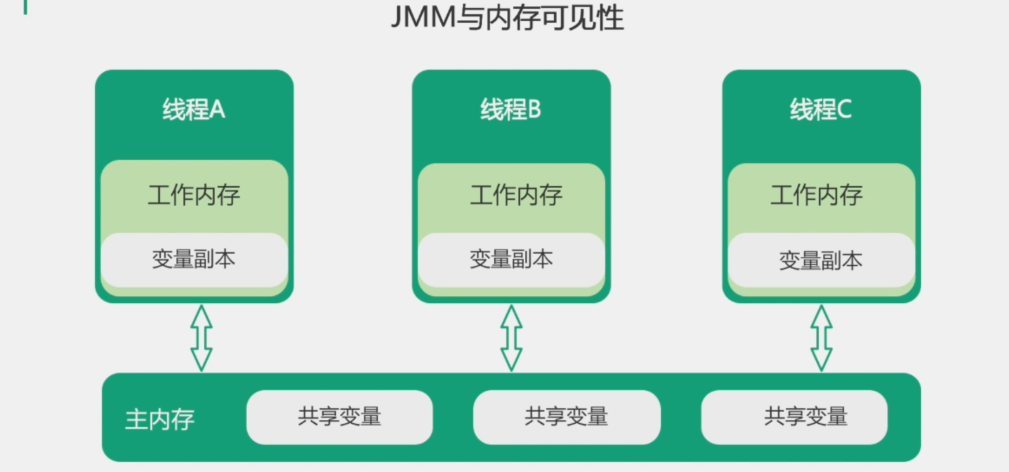 JMM与内存可见性
线程A
线程B
线程C
工作内存
工作内存
工作内存
变量副本
变量副本
变量副本
主内存
共享变量
共享变量
共享变量